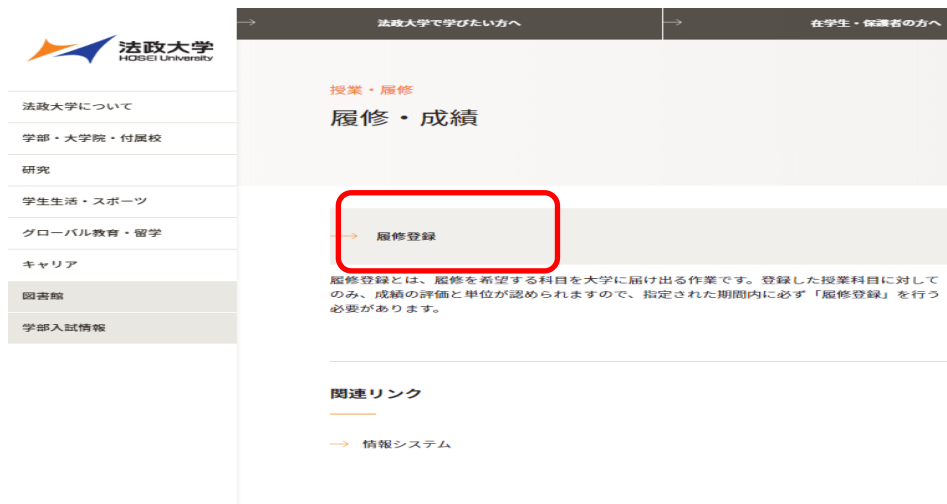 法政大学で学びたい方へ
在学生・保護者の方へ
法政大学
HOSEI University
法政大学について
学部・大学院・付属校
研究
学生生活・スポーツ
グローバル教育・留学
キャリア
図書館
学部入試情報
授業・履修
履修・成績
履修登録
履修登録とは、履修を希望する科目を大学に届け出る作業です。登録した授業科目に対して
のみ、成績の評価と単位が認められますので、指定された期間内に必ず「履修登録」を行う
必要があります。
関連リンク
情報システム